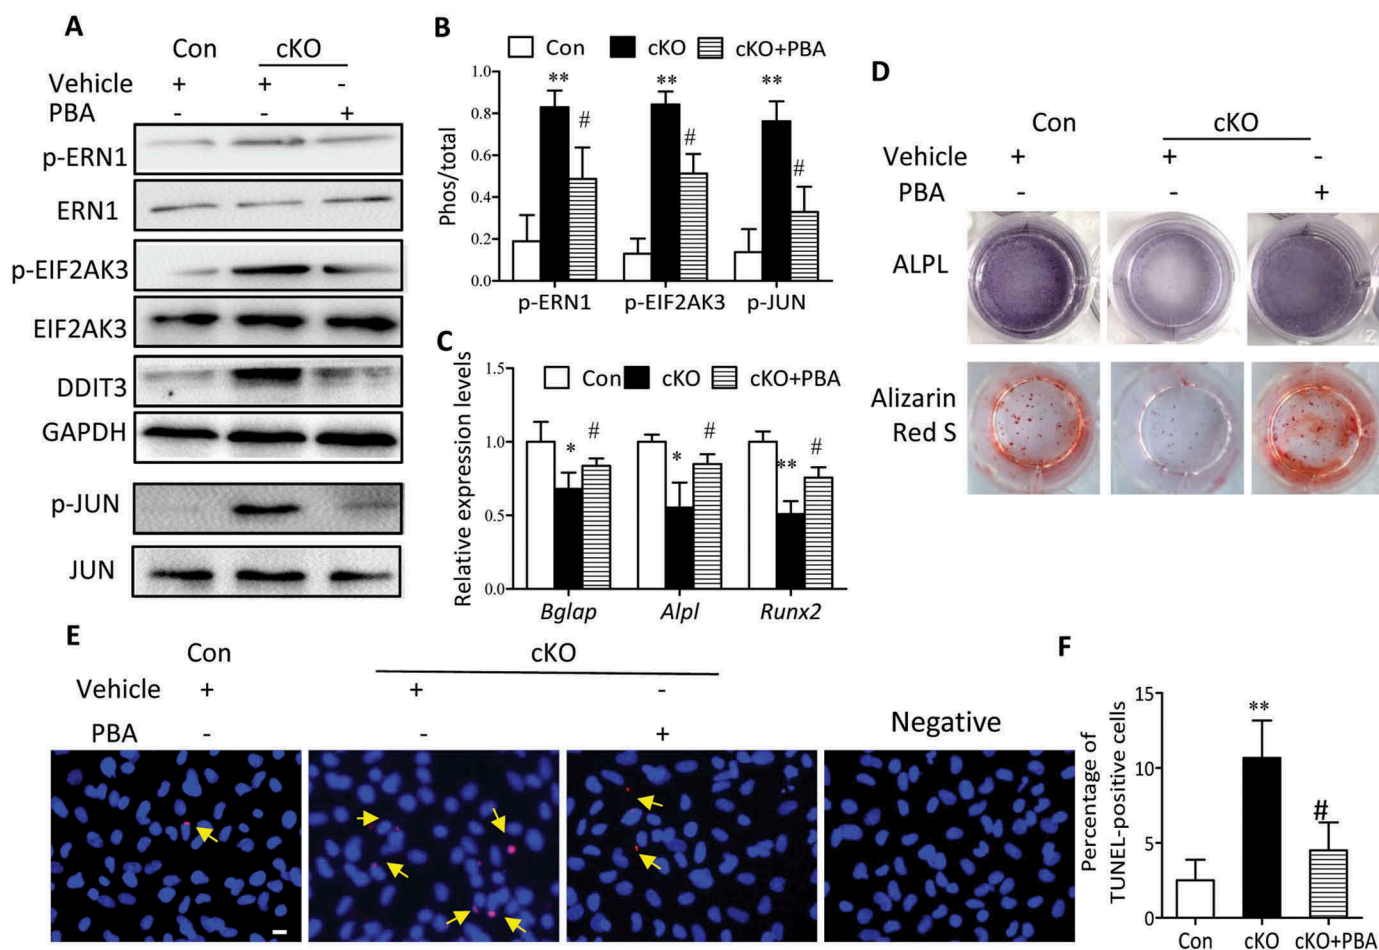 A
Con cKO
Vehicle + + -
PBA - - +
p-ERN1
ERN1
p-EIF2AK3
EIF2AK3
DDIT3
GAPDH
p-JUN
JUN
B
Con cKO cKO+PBA
Phos/total
1.0
0.8
0.6
0.4
0.2
0.0
** # ** # ** #
p-ERN1 p-EIF2AK3 p-JUN
C
Con cKO cKO+PBA
Relative expression levels
1.5
1.0
0.5
0.0
* # * # ** #
Bglap Alpl Runx2
D
Con cKO
Vehicle + + -
PBA - - +
ALPL
Alizarin
Red S
E
Con cKO
Vehicle + + -
PBA - - +
Negative
F
Percentage of
TUNEL-positive cells
15
10
5
0
** #
Con cKO cKO+PBA